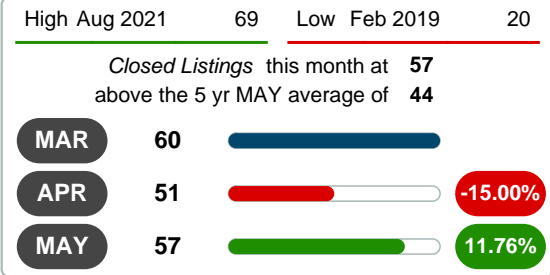 High Aug 2021 69 Low Feb 2019 20
Closed Listings this month at 57
above the 5 yr MAY average of 44
MAR 60
APR 51 -15.00%
MAY 57 11.76%